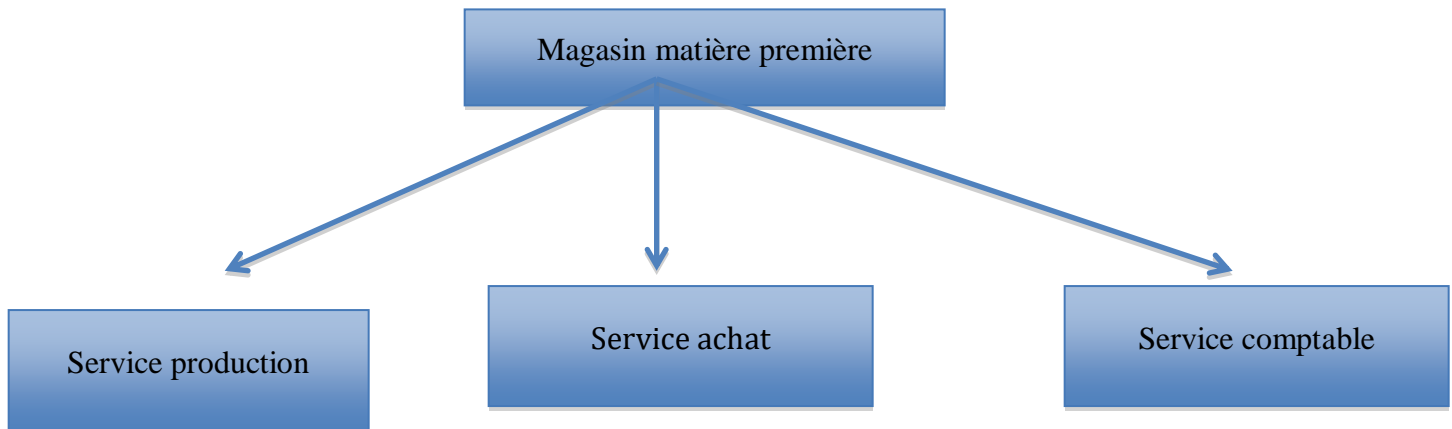 Magasin matière première
Service production
Service achat
Service comptable